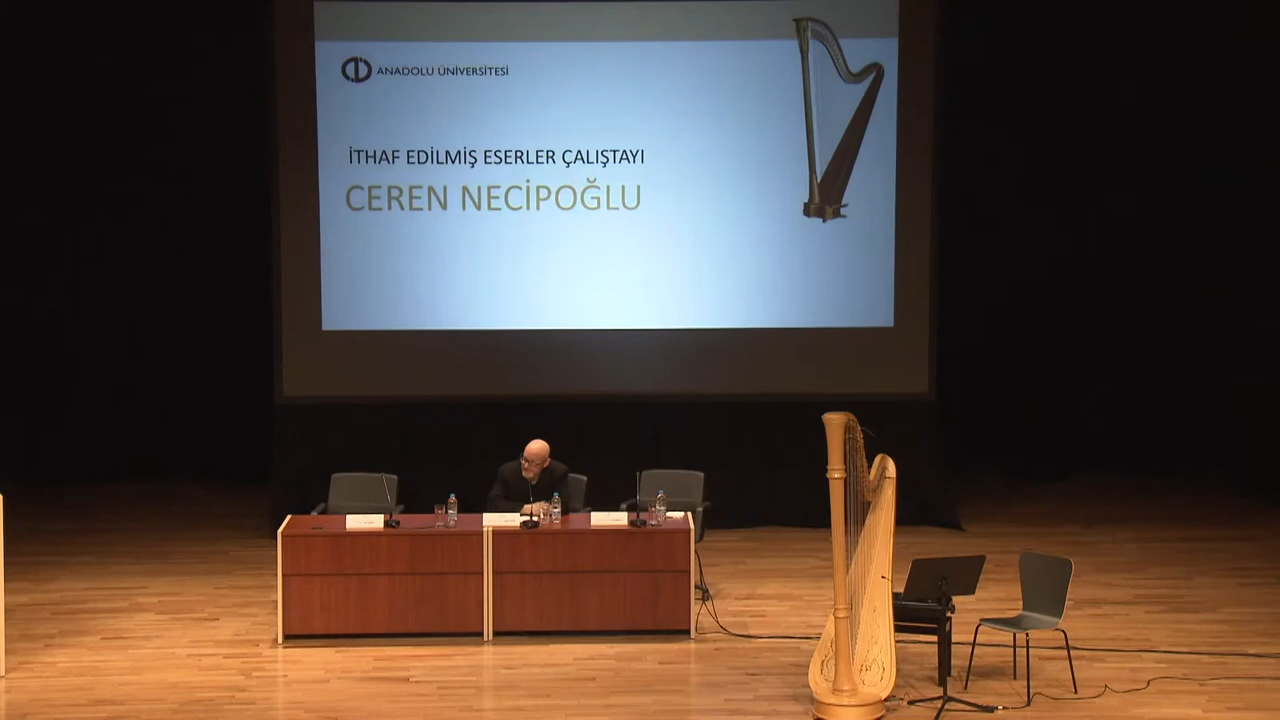 ANADOLU ÜNİVERSİTESİ
İTHAF EDİLMİŞ ESERLER ÇALIŞTAYI
CEREN NECİPOĞLU